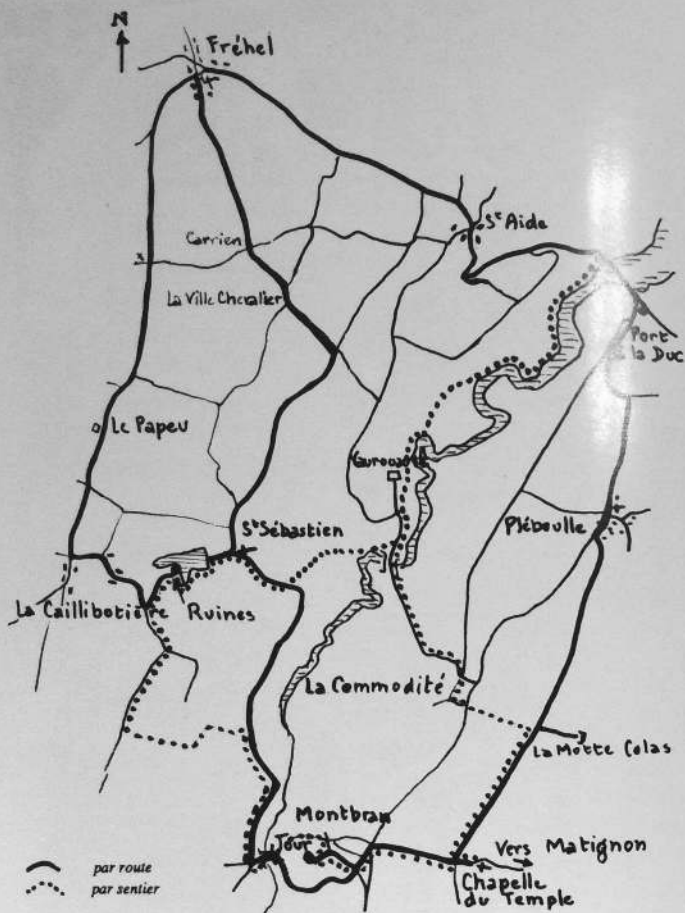 N
Fréhel
St Aide
Carrien
La Ville Chevalier
Port
la Duc
Le Papeu
St Sébastien
Pléboulle
La Caillibotière
Ruines
La Commodité
La Motte Colas
Montbran
Tour
Vers Matignon
Chapelle
du Temple
par route
par sentier